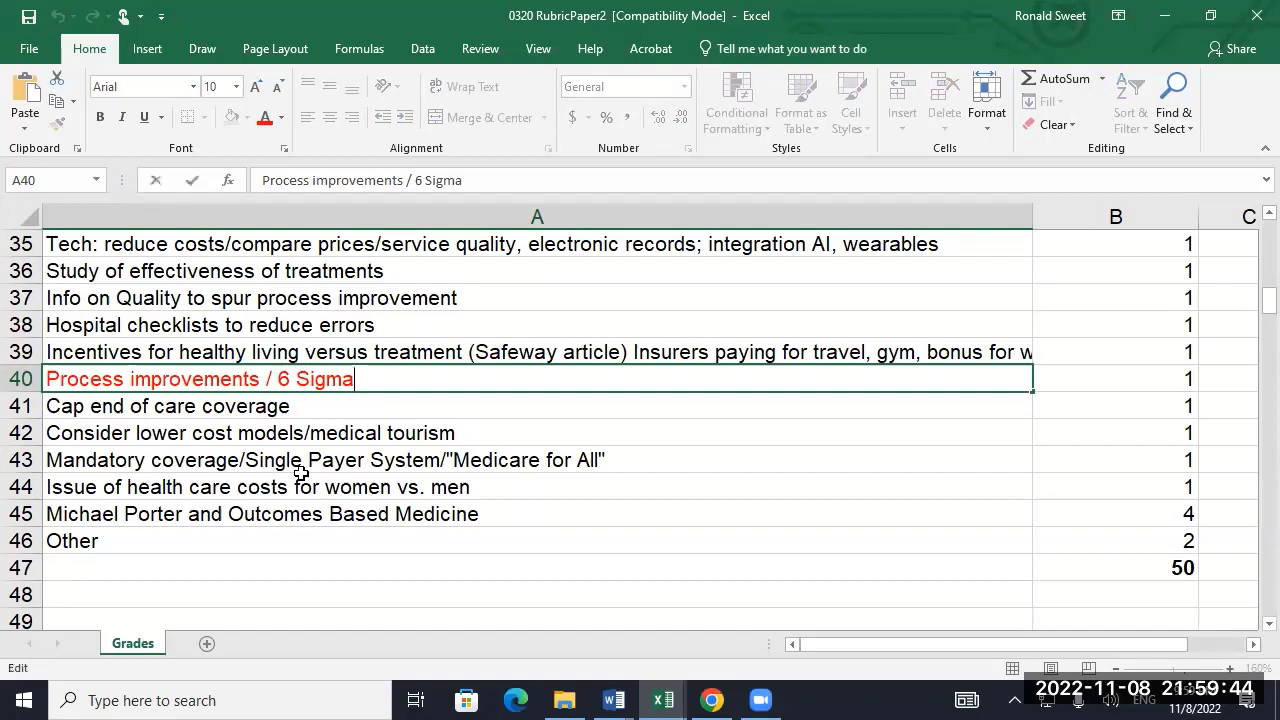 0320 RubricPaper2 [Compatibility Mode] - Excel
Ronald Sweet
File Home Insert Draw Page Layout Formulas Data Review View Help Acrobat Tell me what you want to do Share
Paste
Arial 10
B I U A
Wrap Text
Merge & Center
General
$ % ,
Conditional Formatting
Format as Table
Cell Styles
Insert Delete Format
AutoSum
Fill
Clear
Sort & Filter
Find & Select
Clipboard Font Alignment Number Styles Cells Editing
A40 fx Process improvements / 6 Sigma
A B C
35 Tech: reduce costs/compare prices/service quality, electronic records; integration AI, wearables 1
36 Study of effectiveness of treatments 1
37 Info on Quality to spur process improvement 1
38 Hospital checklists to reduce errors 1
39 Incentives for healthy living versus treatment (Safeway article) Insurers paying for travel, gym, bonus for w 1
40 Process improvements / 6 Sigma 1
41 Cap end of care coverage 1
42 Consider lower cost models/medical tourism 1
43 Mandatory coverage/Single Payer System/"Medicare for All" 1
44 Issue of health care costs for women vs. men 1
45 Michael Porter and Outcomes Based Medicine 4
46 Other 2
47 50
48
49
Grades
Edit
160%
2022-11-08 21:59:44
Type here to search
ENG
11/8/2022